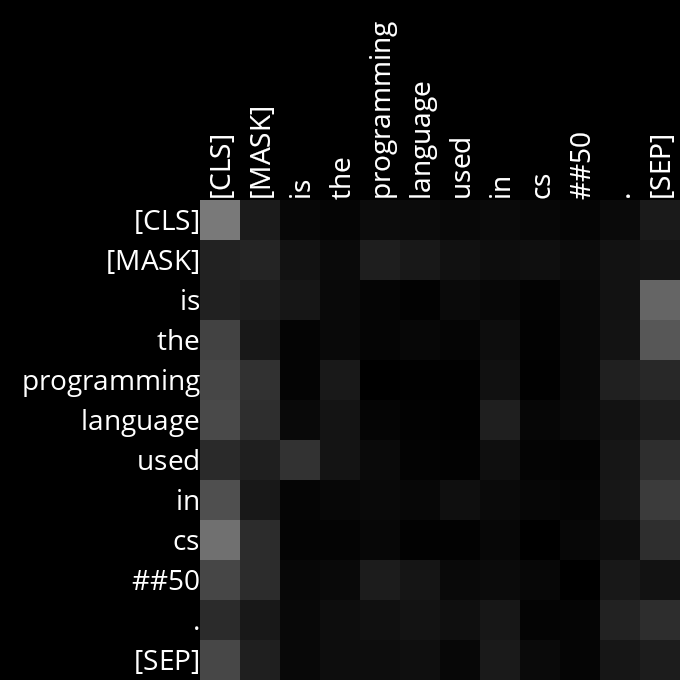 [CLS] [MASK] is the programming language used in cs ##50 . [SEP]
[CLS]
[MASK]
is
the
programming
language
used
in
cs
##50
.
[SEP]